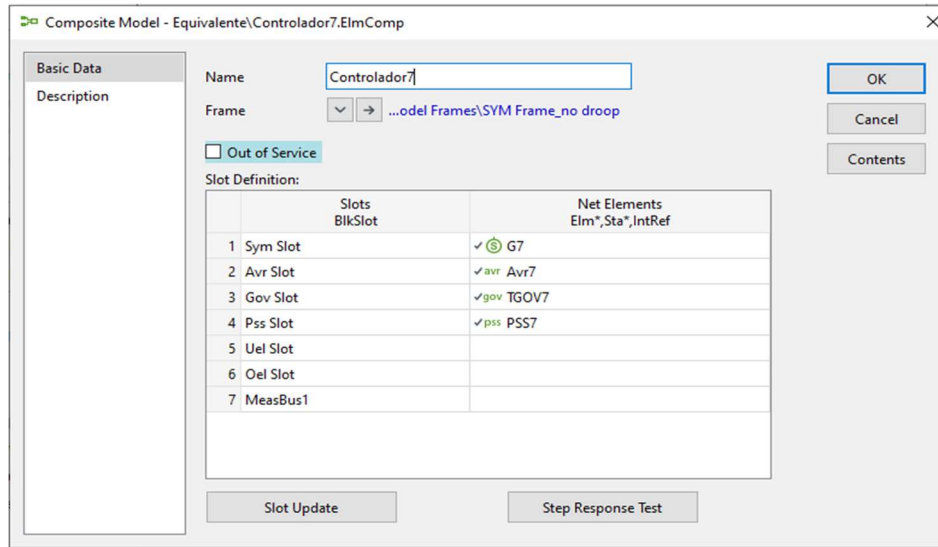 Composite Model - Equivalente\Controlador7.ElmComp
Basic Data
Description
Name Controlador7
Frame ...odel Frames\SYM Frame_no droop
Out of Service
Slot Definition:
Slots Net Elements
BlkSlot Elm*,Sta*,IntRef
1 Sym Slot G7
2 Avr Slot avr Avr7
3 Gov Slot gov TGOV7
4 Pss Slot pss PSS7
5 Uel Slot
6 Oel Slot
7 MeasBus1
Slot Update Step Response Test
OK
Cancel
Contents